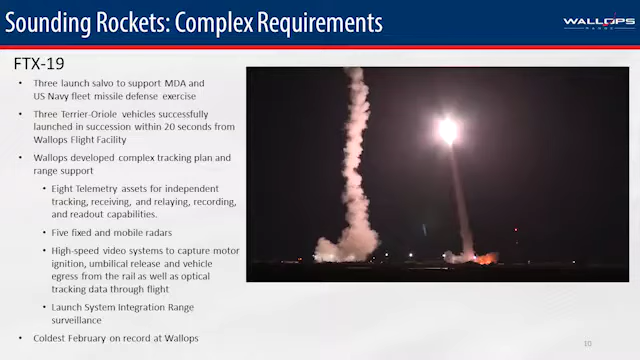 Sounding Rockets: Complex Requirements
WALLOPS
RANGE
FTX-19
• Three launch salvo to support MDA and
US Navy fleet missile defense exercise
• Three Terrier-Oriole vehicles successfully
launched in succession within 20 seconds from
Wallops Flight Facility
• Wallops developed complex tracking plan and
range support
• Eight Telemetry assets for independent
tracking, receiving, and relaying, recording,
and readout capabilities.
• Five fixed and mobile radars
• High-speed video systems to capture motor
ignition, umbilical release and vehicle
egress from the rail as well as optical
tracking data through flight
• Launch System Integration Range
surveillance
• Coldest February on record at Wallops
10